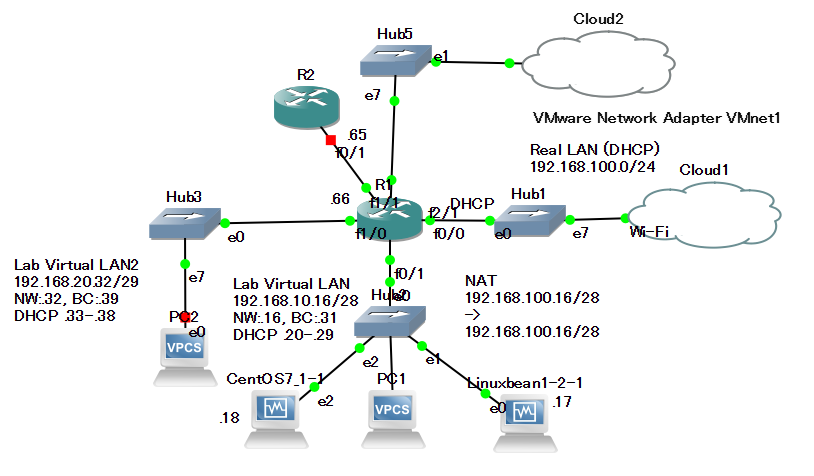 Cloud2
Hub5
e1
R2
e7
VMware Network Adapter VMnet1
.65
f0/1
Real LAN (DHCP)
192.168.100.0/24
Cloud1
R1
Hub3
.66
f1/1
DHCP
Hub1
f2/1
e0
f1/0
f0/0
e0
e7
Wi-Fi
Lab Virtual LAN2
192.168.20.32/29
NW:.32, BC:.39
DHCP .33-.38
e7
PC2
e0
VPCS
Lab Virtual LAN
192.168.10.16/28
NW:.16, BC:.31
DHCP .20-.29
f0/1
e0
Hub2
NAT
192.168.100.16/28
->
192.168.100.16/28
e2
e1
CentOS7_1-1
PC1
Linuxbean1-2-1
e2
VPCS
e0
.17
.18